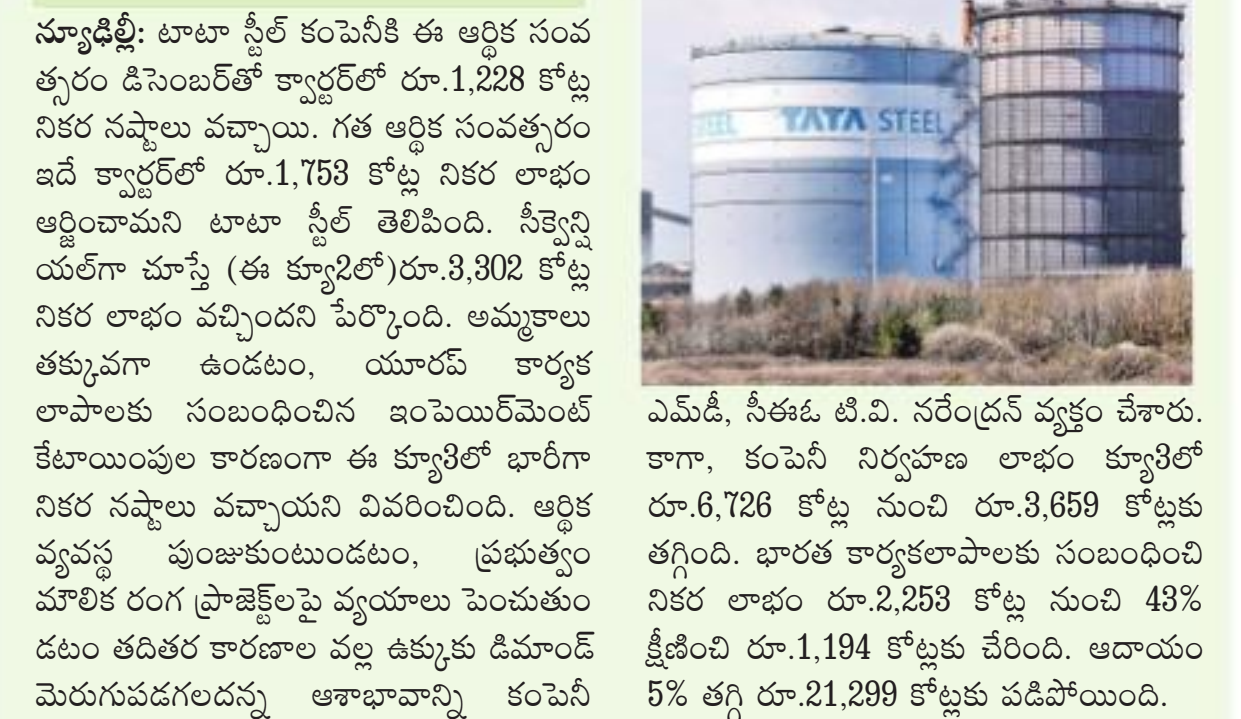 న్యూఢిల్లీ: టాటా స్టీల్ కంపెనీకి ఈ ఆర్థిక సంవ
త్సరం డిసెంబర్‌తో క్వార్టర్‌లో రూ.1,228 కోట్ల
నికర నష్టాలు వచ్చాయి. గత ఆర్థిక సంవత్సరం
ఇదే క్వార్టర్‌లో రూ.1,753 కోట్ల నికర లాభం
ఆర్జించామని టాటా స్టీల్ తెలిపింది. సీక్వెన్షి
యల్‌గా చూస్తే (ఈ క్యూ2లో)రూ.3,302 కోట్ల
నికర లాభం వచ్చిందని పేర్కొంది. అమ్మకాలు
తక్కువగా ఉండటం, యూరప్ కార్యక
లాపాలకు సంబంధించిన ఇంపెయిర్‌మెంట్
కేటాయింపుల కారణంగా ఈ క్యూ3లో భారీగా
నికర నష్టాలు వచ్చాయని వివరించింది. ఆర్థిక
వ్యవస్థ పుంజుకుంటుండటం, ప్రభుత్వం
మౌలిక రంగ ప్రాజెక్ట్‌లపై వ్యయాలు పెంచుతుం
డటం తదితర కారణాల వల్ల ఉక్కుకు డిమాండ్
మెరుగుపడగలదన్న ఆశాభావాన్ని కంపెనీ
EEL TATA STEEL
ఎమ్‌డీ, సీఈఓ టి.వి. నరేంద్రన్ వ్యక్తం చేశారు.
కాగా, కంపెనీ నిర్వహణ లాభం క్యూ3లో
రూ.6,726 కోట్ల నుంచి రూ.3,659 కోట్లకు
తగ్గింది. భారత కార్యకలాపాలకు సంబంధించి
నికర లాభం రూ.2,253 కోట్ల నుంచి 43%
క్షీణించి రూ.1,194 కోట్లకు చేరింది. ఆదాయం
5% తగ్గి రూ.21,299 కోట్లకు పడిపోయింది.